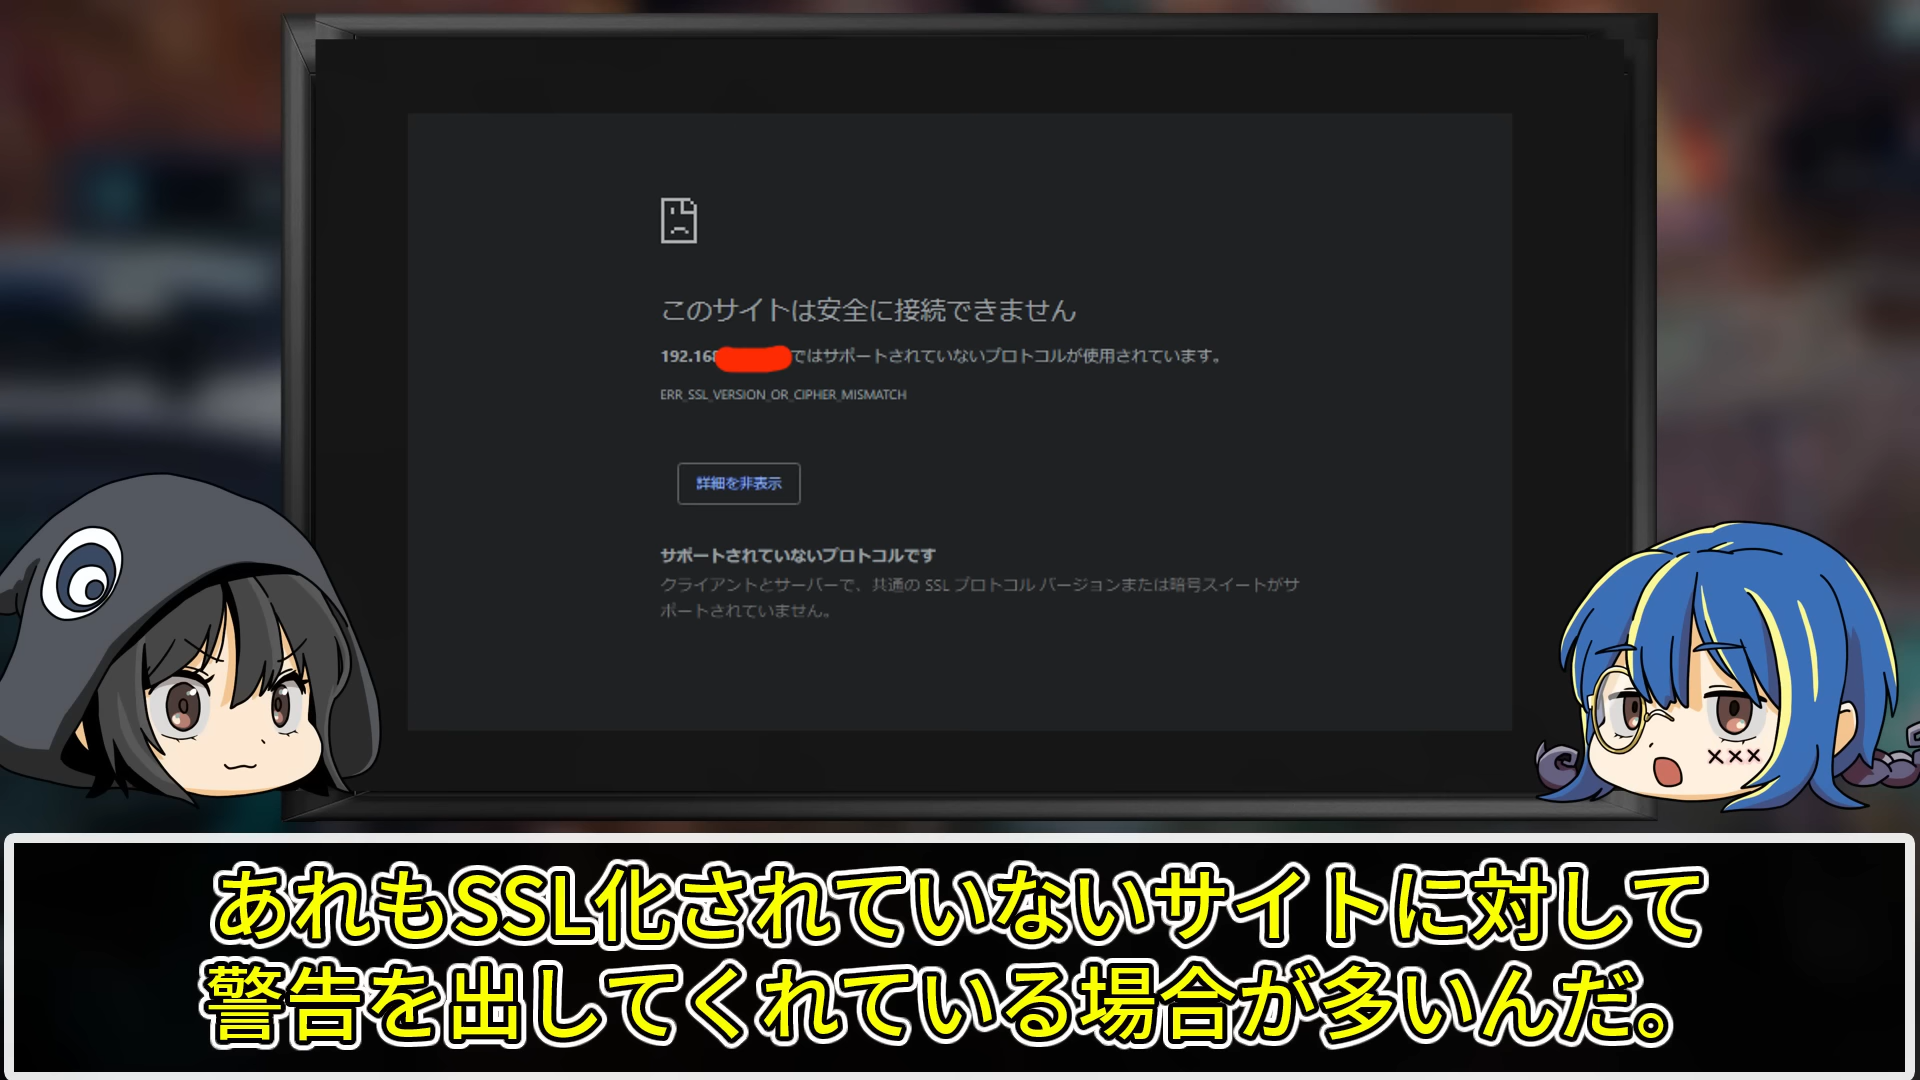 このサイトは安全に接続できません
192.168ではサポートされていないプロトコルが使用されています。
ERR_SSL_VERSION_OR_CIPHER_MISMATCH
詳細を非表示
サポートされていないプロトコルです
クライアントとサーバーで、共通の SSL プロトコル バージョンまたは暗号スイートがサ
ポートされていません。
あれもSSL化されていないサイトに対して
警告を出してくれている場合が多いんだ。